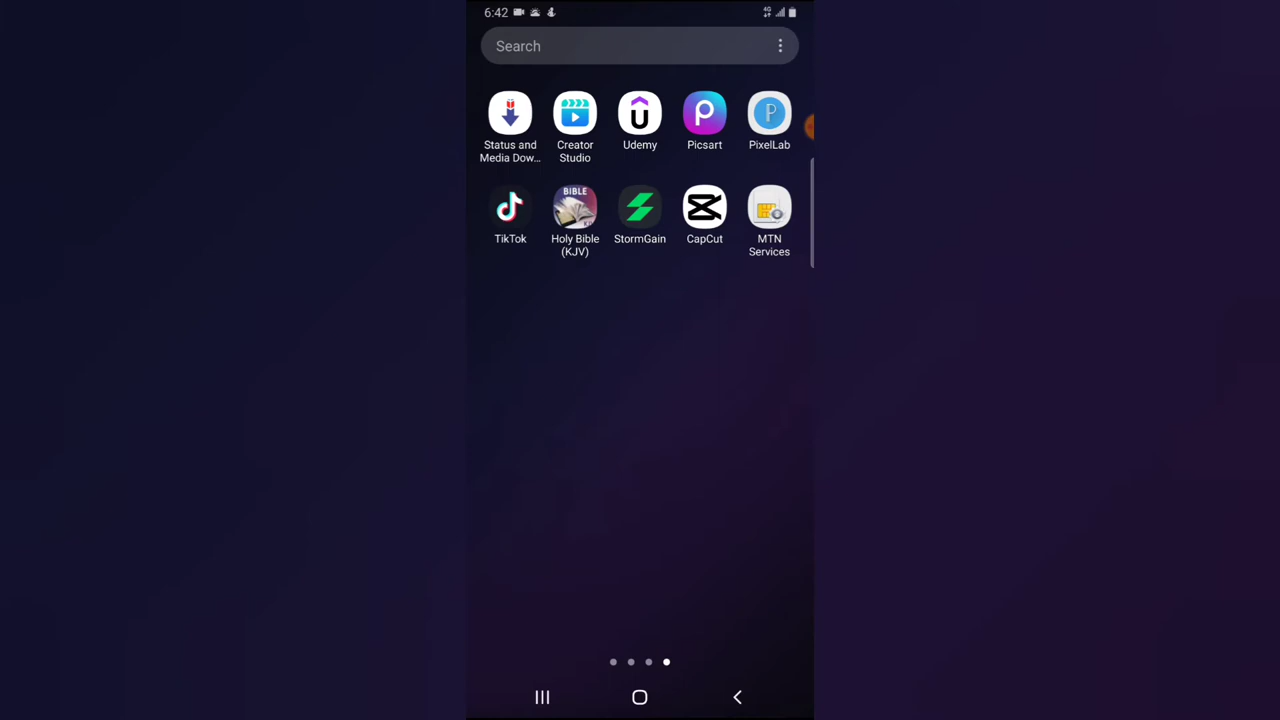 6:42
4G
Search
Status and
Media Dow...
Creator
Studio
Udemy
Picsart
P
PixelLab
TikTok
BIBLE
Holy Bible
(KJV)
StormGain
CapCut
MTN
Services